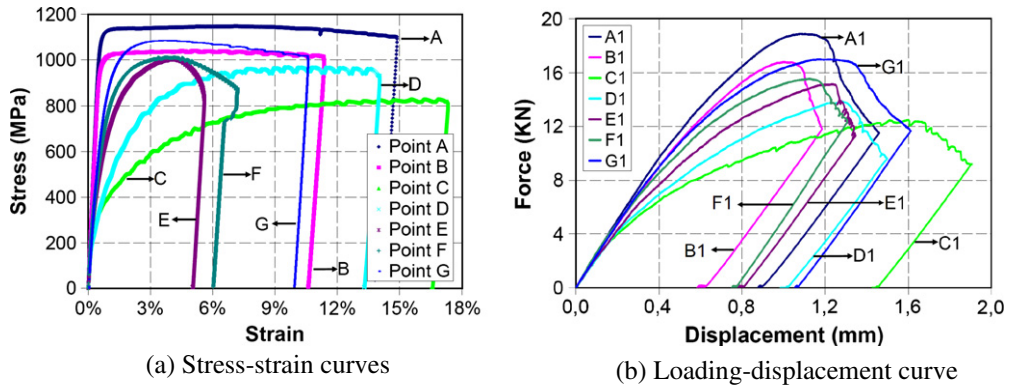 1200
1000
800
600
400
200
0
Stress (MPa)
A
D
C
E
F
G
B
Point A
Point B
Point C
Point D
Point E
Point F
Point G
0% 3% 6% 9% 12% 15% 18%
Strain
(a) Stress-strain curves
20
16
12
8
4
0
Force (KN)
A1
B1
C1
D1
E1
F1
G1
A1
G1
F1
E1
B1
D1
C1
0,0 0,4 0,8 1,2 1,6 2,0
Displacement (mm)
(b) Loading-displacement curve